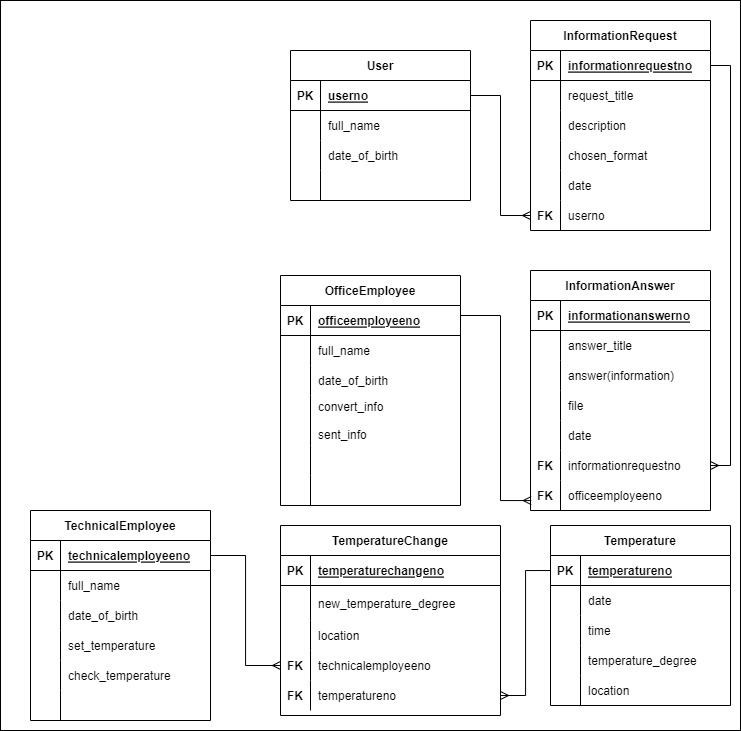 InformationRequest
PK informationrequestno
request_title
description
chosen_format
date
FK userno
User
PK userno
full_name
date_of_birth
OfficeEmployee
PK officeemployeeno
full_name
date_of_birth
convert_info
sent_info
InformationAnswer
PK informationanswerno
answer_title
answer(information)
file
date
FK informationrequestno
FK officeemployeeno
TechnicalEmployee
PK technicalemployeeno
full_name
date_of_birth
set_temperature
check_temperature
TemperatureChange
PK temperaturechangeno
new_temperature_degree
location
FK technicalemployeeno
FK temperatureno
Temperature
PK temperatureno
date
time
temperature_degree
location